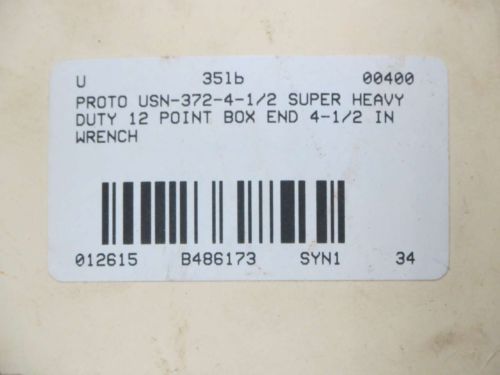 U 35lb 00400
PROTO USN-372-4-1/2 SUPER HEAVY
DUTY 12 POINT BOX END 4-1/2 IN
WRENCH
012615 B486173 SYN1 34